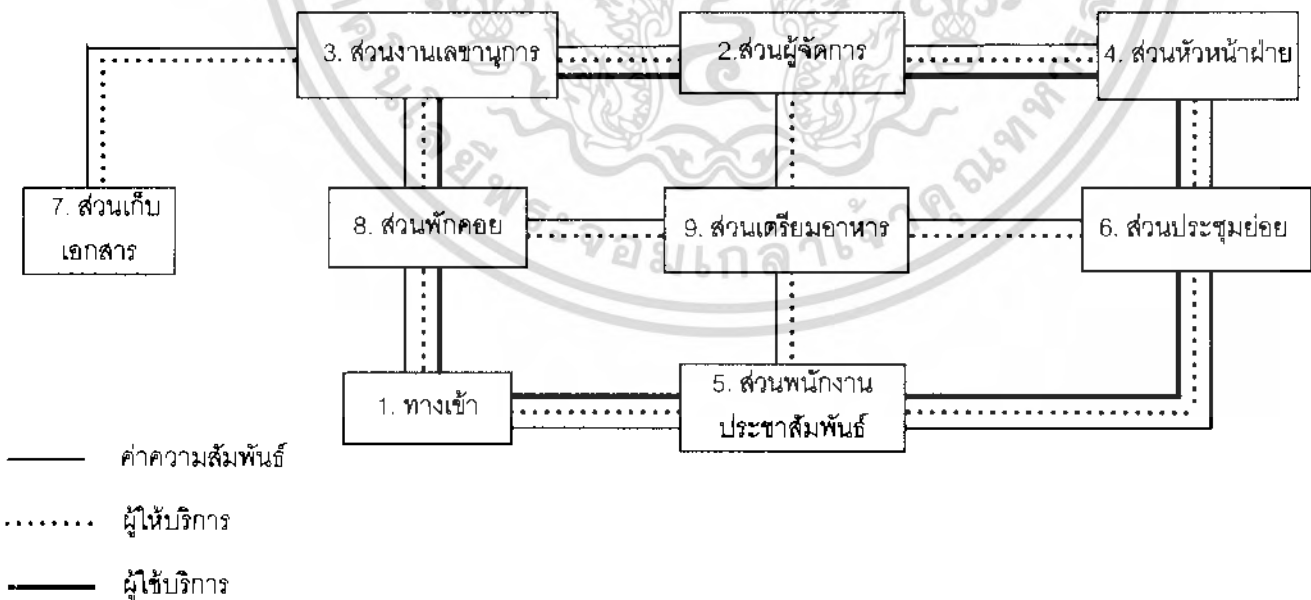 3. ส่วนงานเลขานุการ
2.ส่วนผู้จัดการ
4. ส่วนหัวหน้าฝ่าย
7. ส่วนเก็บ
เอกสาร
8. ส่วนพักคอย
9. ส่วนเตรียมอาหาร
6. ส่วนประชุมย่อย
1. ทางเข้า
5. ส่วนพนักงาน
ประชาสัมพันธ์
ค่าความสัมพันธ์
ผู้ให้บริการ
ผู้ใช้บริการ